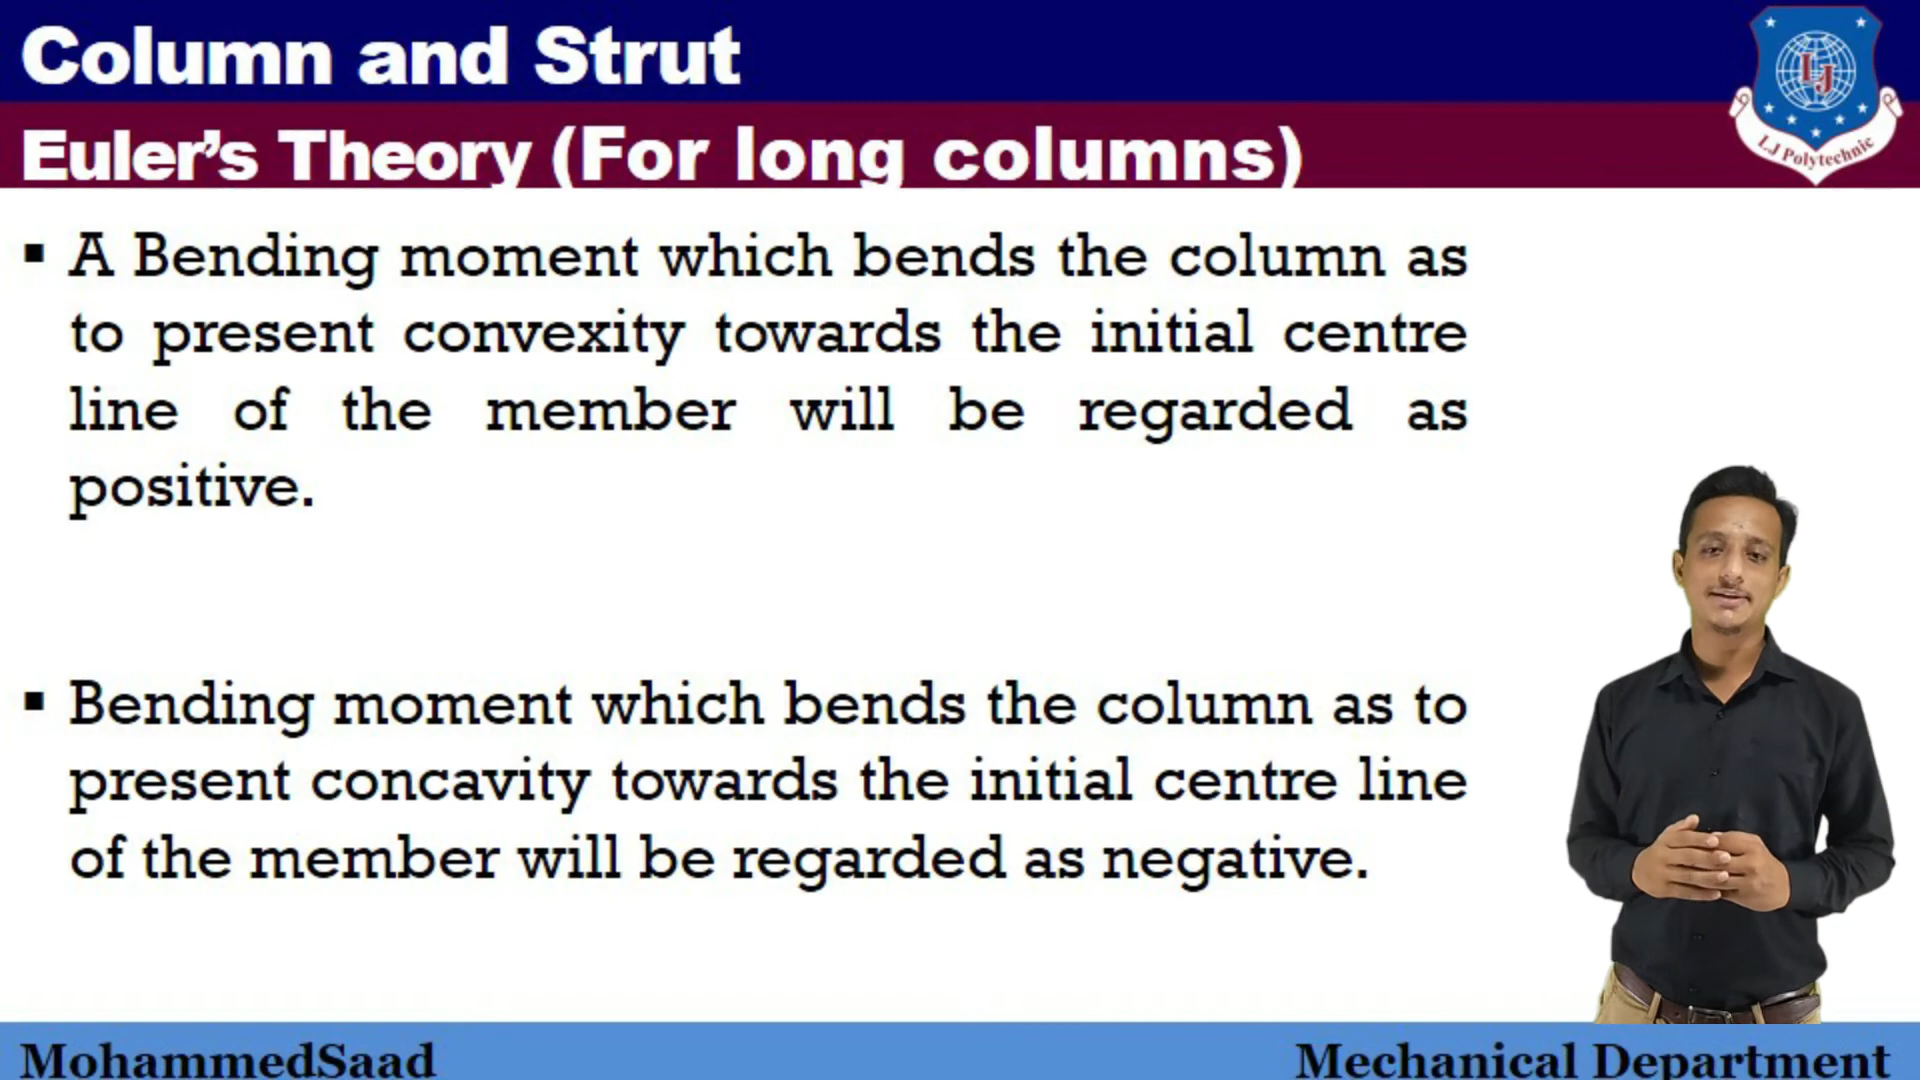 Column and Strut
Euler's Theory (For long columns)
LJ
LJ Polytechnic
▪ A Bending moment which bends the column as
to present convexity towards the initial centre
line of the member will be regarded as
positive.
▪ Bending moment which bends the column as to
present concavity towards the initial centre line
of the member will be regarded as negative.
MohammedSaad
Mechanical Department